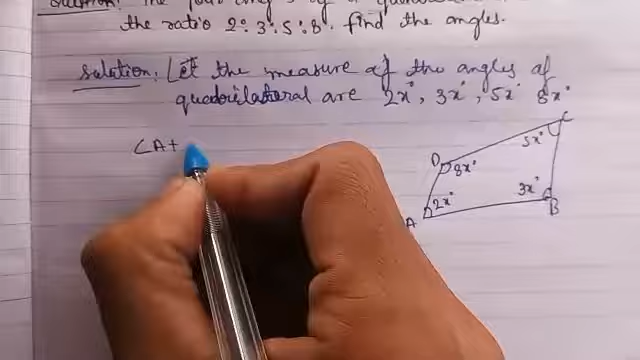 the ratio 2:3:5:8. find the angles.
Solution: Let the measure of the angles of
quadrilateral are 2x°, 3x°, 5x° 8x°
∠A+
C
5x°
D
8x°
3x°
2x°
B
A